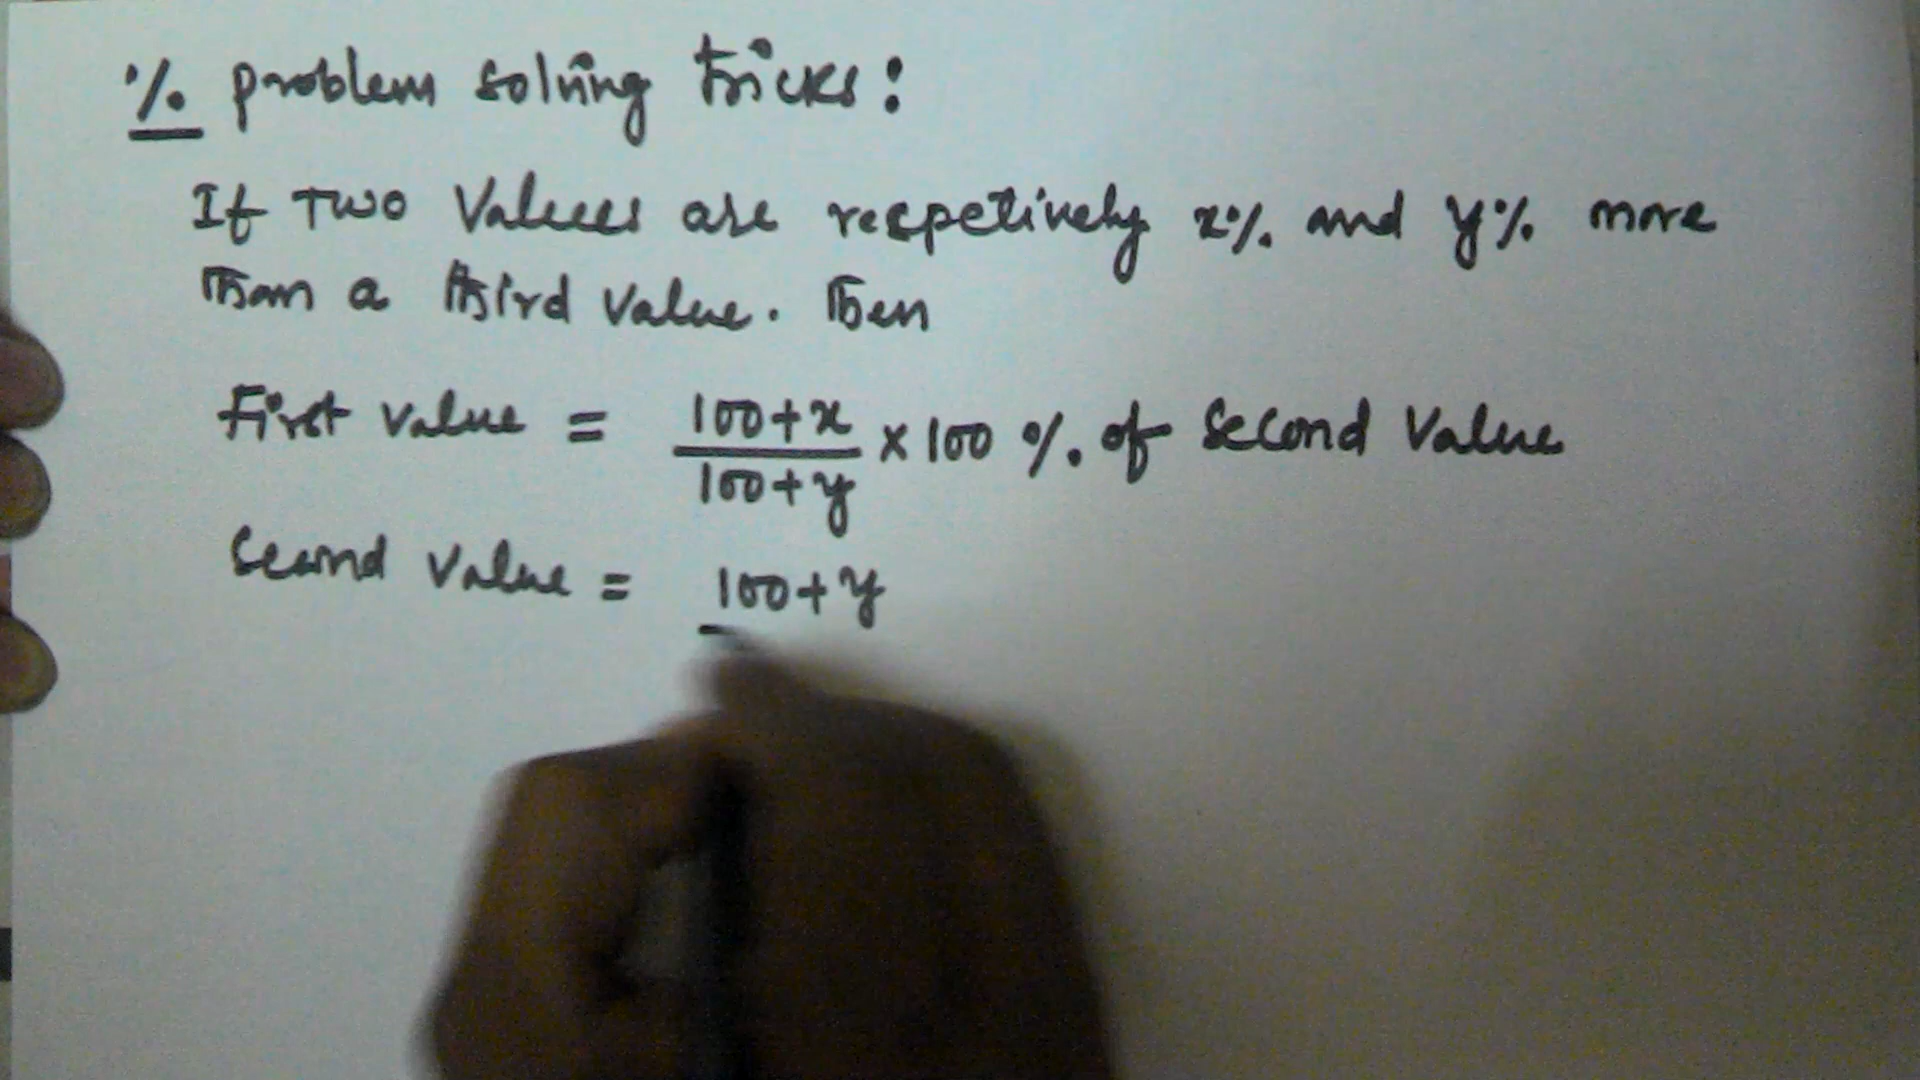 % problem solving tricks:
If Two Values are respetively x% and y% more
than a third value. Then
First value = 100+x / 100+y × 100 % of Second Value
Second Value = 100+y